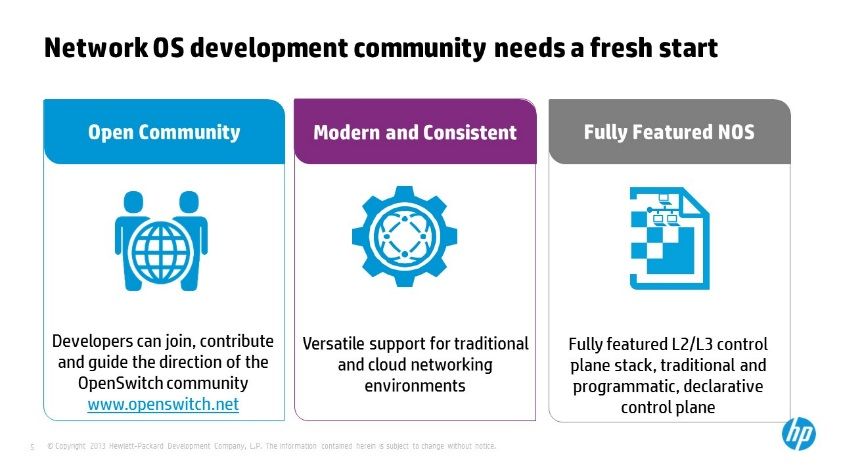 Network OS development community needs a fresh start
Open Community
Developers can join, contribute
and guide the direction of the
OpenSwitch community
www.openswitch.net
Modern and Consistent
Versatile support for traditional
and cloud networking
environments
Fully Featured NOS
Fully featured L2/L3 control
plane stack, traditional and
programmatic, declarative
control plane
5 © Copyright 2013 Hewlett-Packard Development Company, L.P. The information contained herein is subject to change without notice.
hp